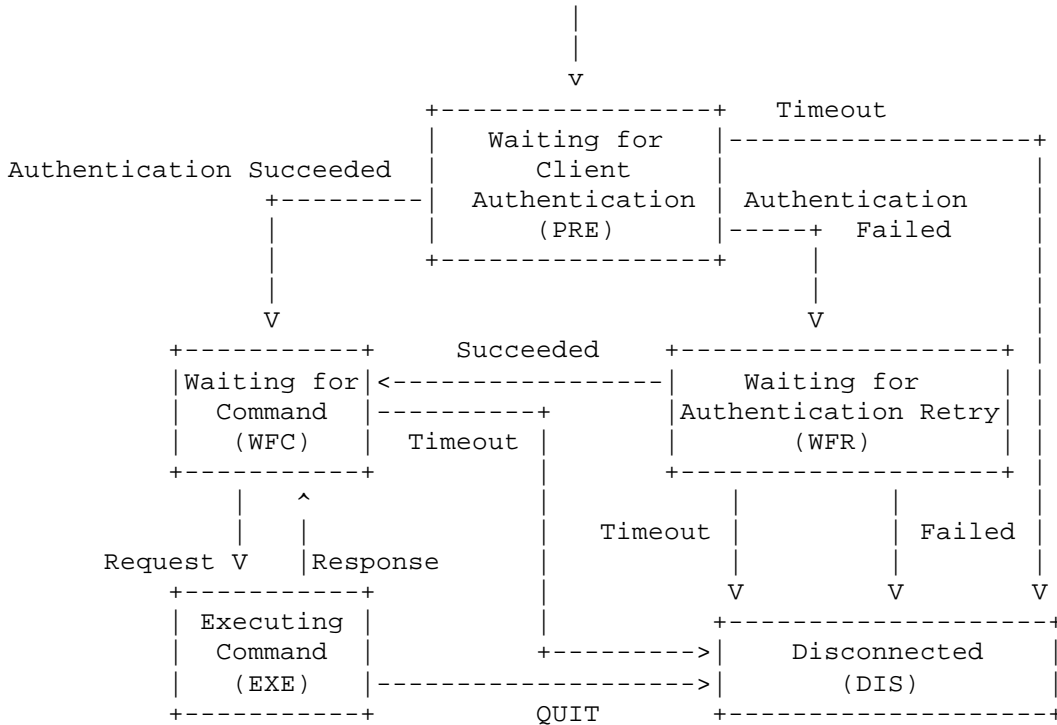 Timeout
Waiting for
Client
Authentication Succeeded
Authentication
Authentication
(PRE)
Failed
Succeeded
Waiting for
Waiting for
Command
Authentication Retry
(WFC)
Timeout
(WFR)
Timeout
Failed
Request
Response
Executing
Command
Disconnected
(EXE)
(DIS)
QUIT